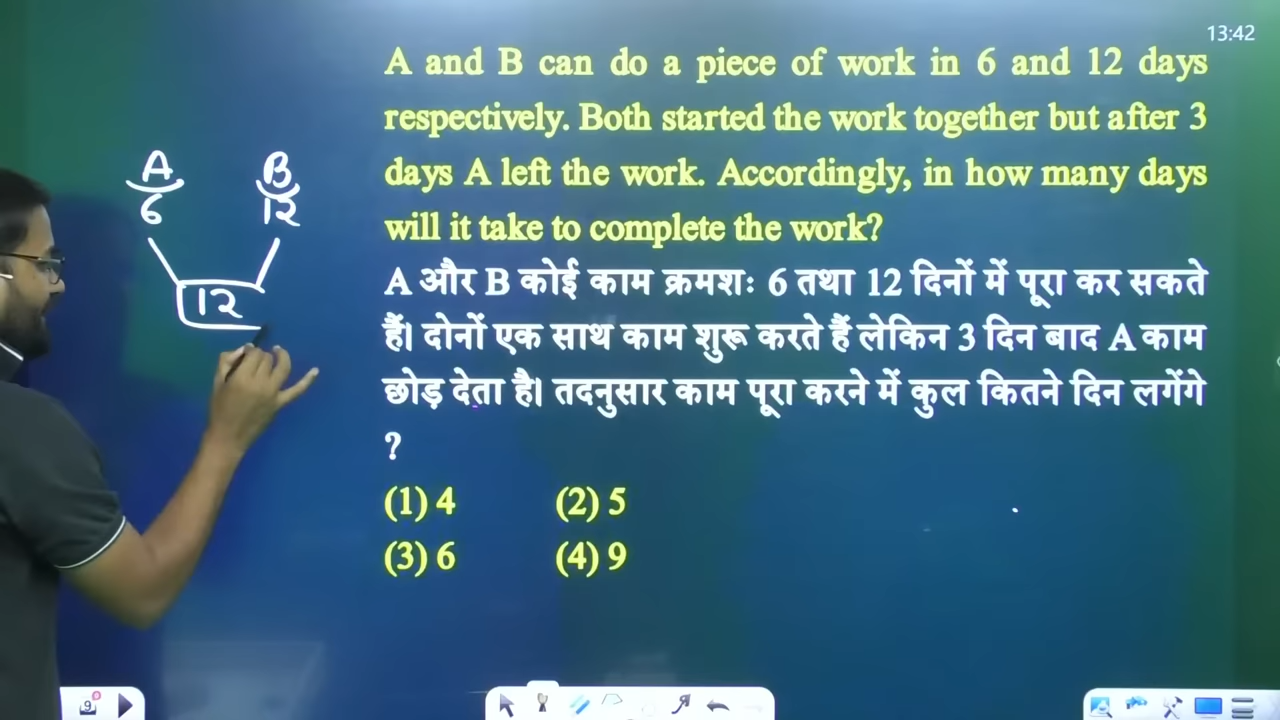 13:42
A and B can do a piece of work in 6 and 12 days
respectively. Both started the work together but after 3
days A left the work. Accordingly, in how many days
will it take to complete the work?
A और B कोई काम क्रमशः 6 तथा 12 दिनों में पूरा कर सकते
हैं। दोनों एक साथ काम शुरू करते हैं लेकिन 3 दिन बाद A काम
छोड़ देता है। तदनुसार काम पूरा करने में कुल कितने दिन लगेंगे
?
(1) 4 (2) 5
(3) 6 (4) 9
A B
6 12
12
9